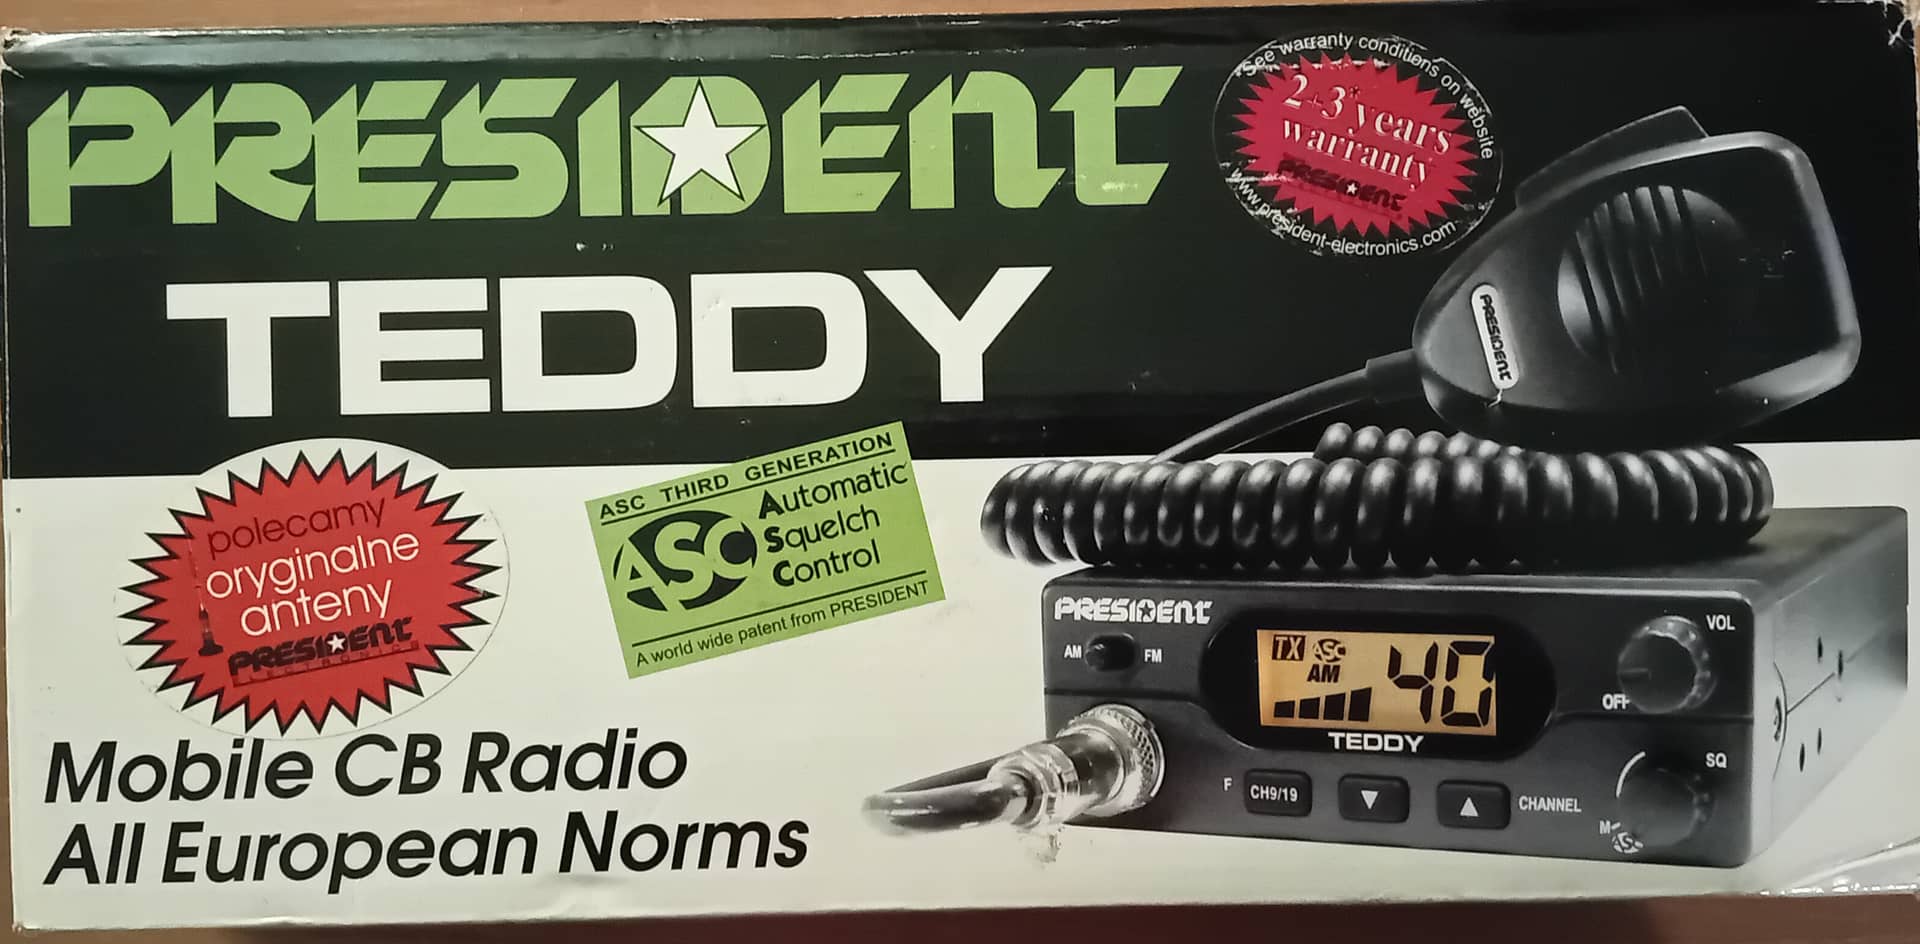 PRESIDENT
TEDDY
*See warranty conditions on website
2+3* years
warranty
PRESIDENT
www.president-electronics.com
PRESIDENT
polecamy
oryginalne
anteny
PRESIDENT
ELECTRONICS
ASC THIRD GENERATION
ASC
Automatic
Squelch
Control
A world wide patent from PRESIDENT
Mobile CB Radio
All European Norms
PRESIDENT
AM
FM
TX ASC
AM
40
TEDDY
VOL
OFF
SQ
F
CH9/19
▼
▲
CHANNEL
M
ASC